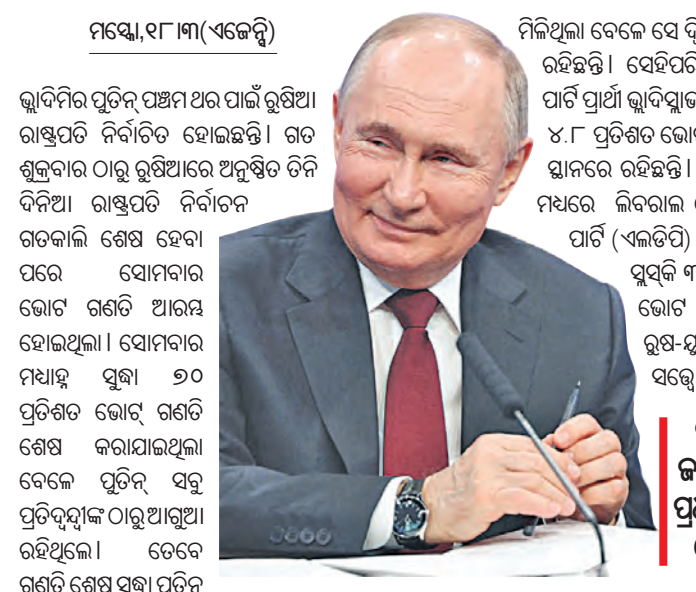 ମସ୍କୋ,୧୮।୩(ଏଜେନ୍ସି)
ଭ୍ଲାଦିମିର ପୁତିନ୍ ପଞ୍ଚମ ଥର ପାଇଁ ରୁଷିଆ
ରାଷ୍ଟ୍ରପତି ନିର୍ବାଚିତ ହୋଇଛନ୍ତି। ଗତ
ଶୁକ୍ରବାର ଠାରୁ ରୁଷିଆରେ ଅନୁଷ୍ଠିତ ତିନି
ଦିନିଆ ରାଷ୍ଟ୍ରପତି ନିର୍ବାଚନ
ଗତକାଲି ଶେଷ ହେବା
ପରେ ସୋମବାର
ଭୋଟ ଗଣତି ଆରମ୍ଭ
ହୋଇଥିଲା। ସୋମବାର
ମଧ୍ୟାହ୍ନ ସୁଦ୍ଧା ୭୦
ପ୍ରତିଶତ ଭୋଟ୍ ଗଣତି
ଶେଷ କରାଯାଇଥିଲା
ବେଳେ ପୁତିନ୍ ସବୁ
ପ୍ରତିଦ୍ୱନ୍ଦ୍ୱୀଙ୍କ ଠାରୁ ଆଗୁଆ
ରହିଥିଲେ। ତେବେ
ଗଣତି ଶେଷ ସୁଦ୍ଧା ପୁତିନ୍
ମିଳିଥିଲା ବେଳେ ସେ
ରହିଛନ୍ତି। ସେହିପରି
ପାର୍ଟି ପ୍ରାର୍ଥୀ
୪.୮ ପ୍ରତିଶତ
ସ୍ଥାନରେ ରହିଛନ୍ତି।
ମଧ୍ୟରେ ଲିବରାଲ
ପାର୍ଟି (ଏଲଡିପି)
ସ୍ଲୁସ୍କି ୩
ଭୋଟ
ରୁଷ-ୟୁ
ସତ୍ତ୍ୱେ